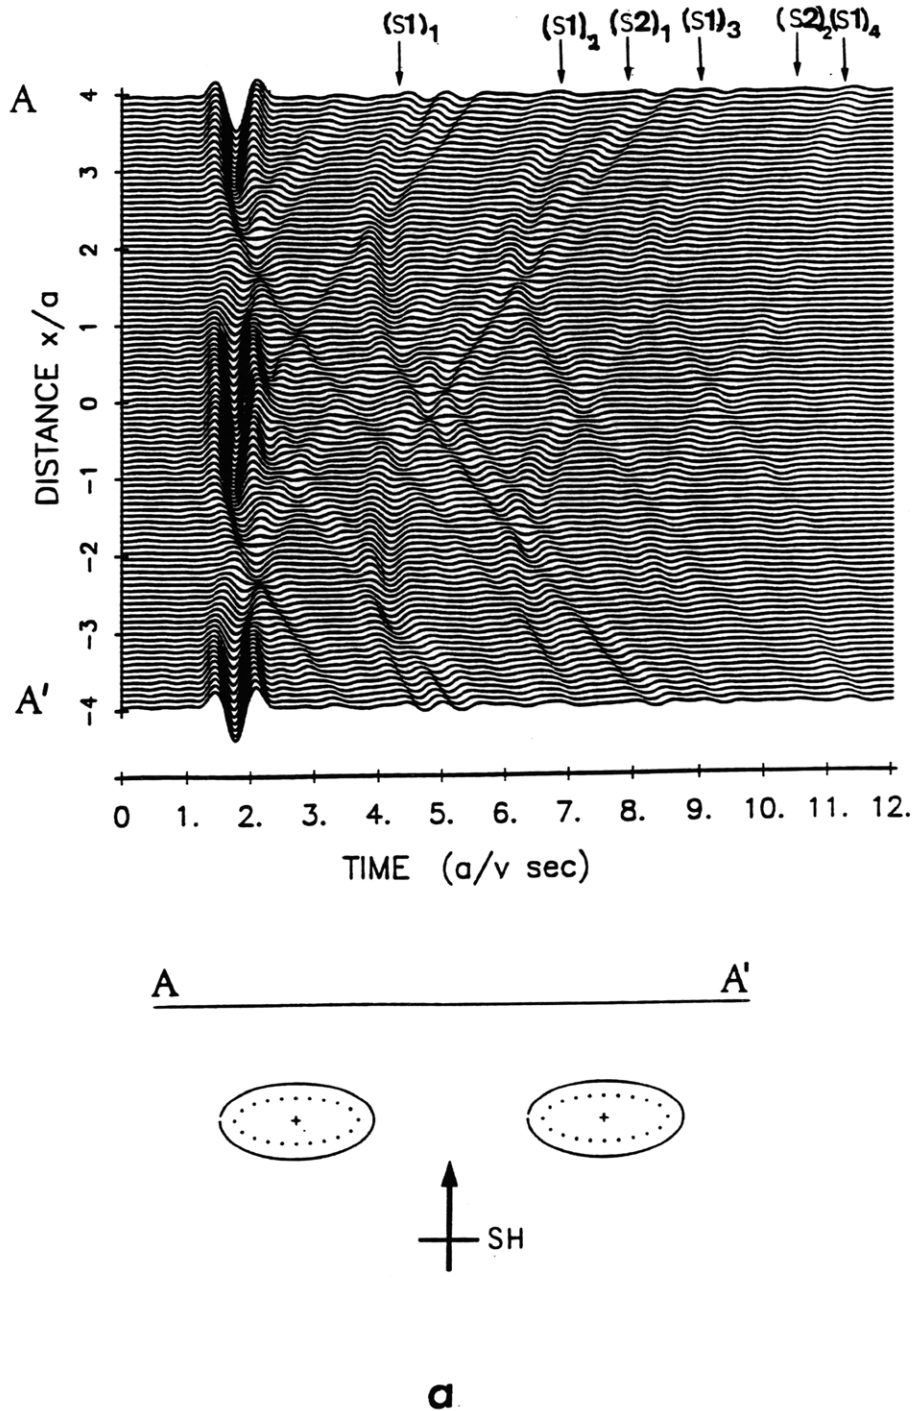 (S1)₁ (S1)₂ (S2)₁ (S1)₃ (S2)₂ (S1)₄
A
4
3
2
1
0
-1
-2
-3
-4
A'
DISTANCE x/a
0 1. 2. 3. 4. 5. 6. 7. 8. 9. 10. 11. 12.
TIME (a/v sec)
A A'
SH
a